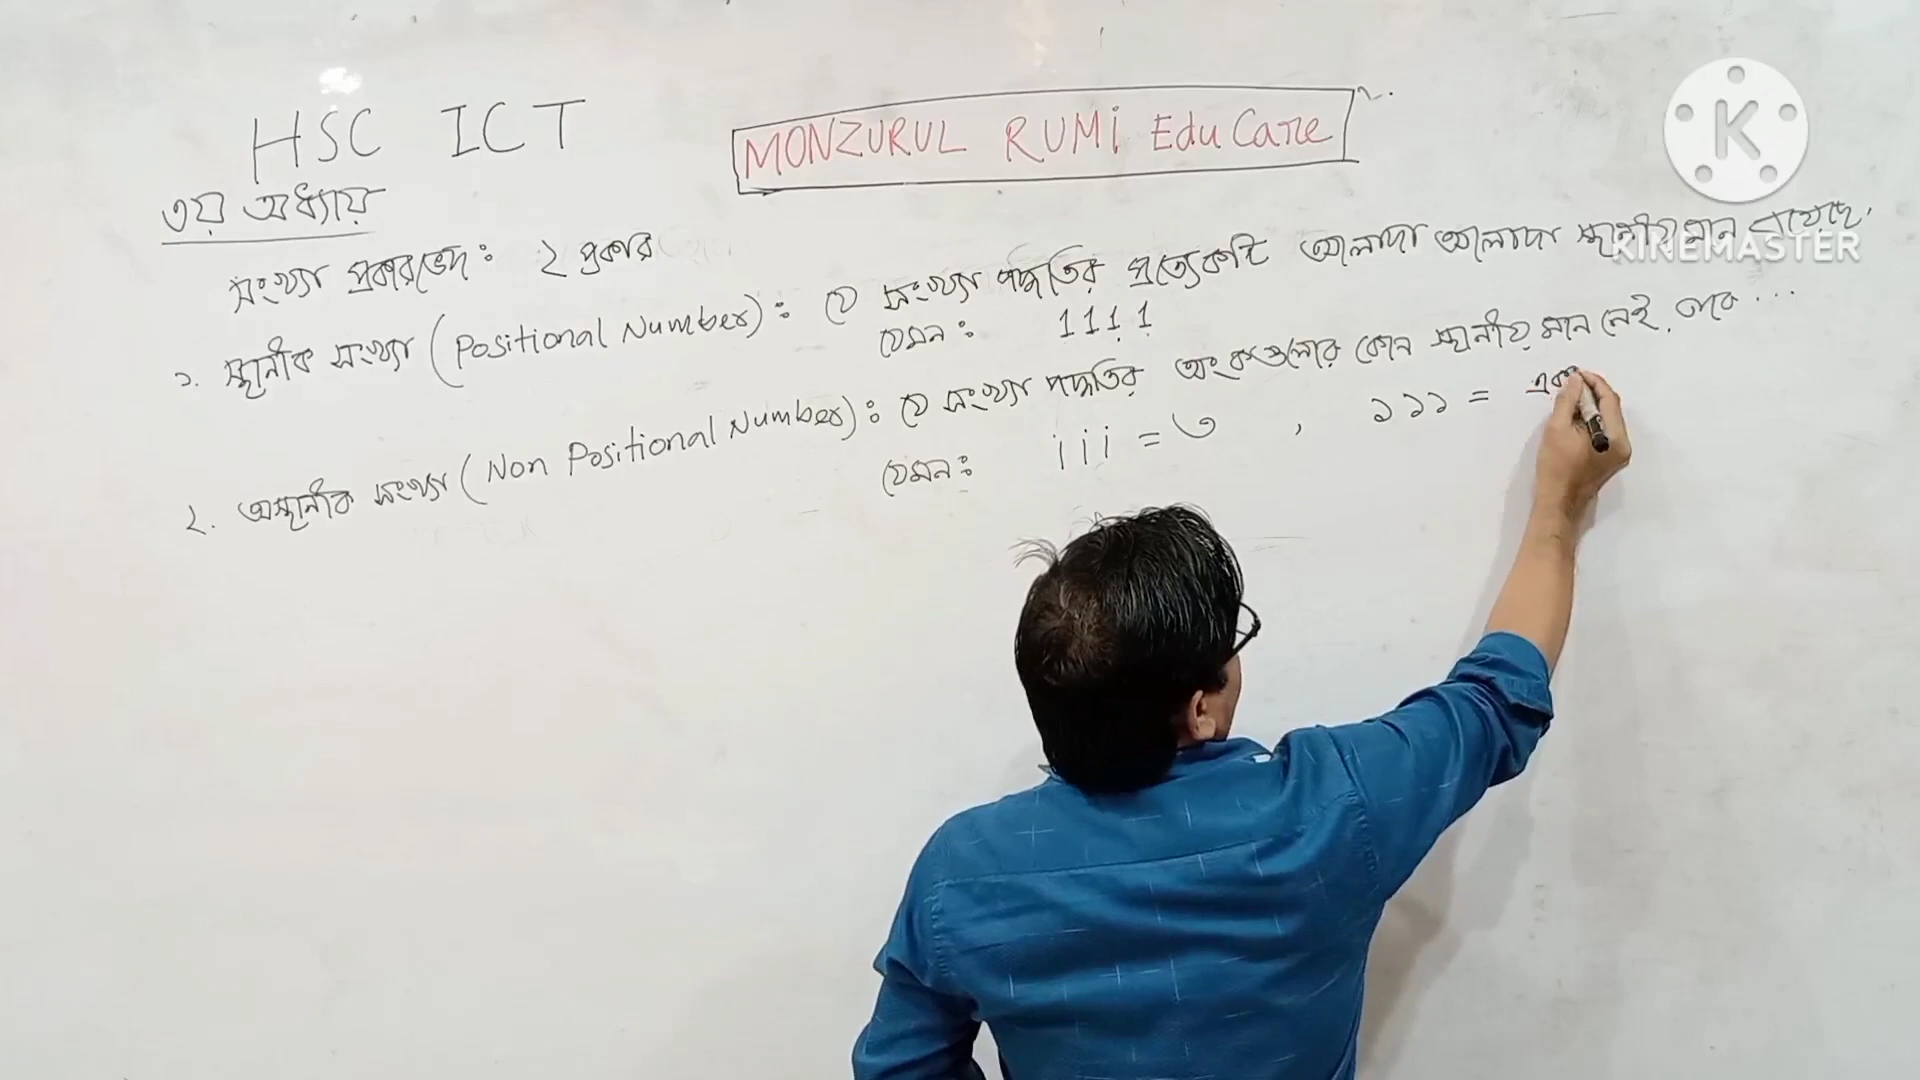 HSC ICT
MONZURUL RUMi EduCare
K
KINEMASTER
৩য় অধ্যায়
সংখ্যা প্রকারভেদঃ ২ প্রকার
১. স্থানীক সংখ্যা (Positional Number)ঃ যে সংখ্যা পদ্ধতির প্রত্যেকটি আলাদা আলাদা স্থানীয় মান রয়েছে,
যেমনঃ 1111
২. অস্থানীক সংখ্যা (Non Positional Number)ঃ যে সংখ্যা পদ্ধতির অংকগুলোর কোন স্থানীয় মান নেই, তাকে ...
যেমনঃ iii = ৩ , ১১১ = একশ